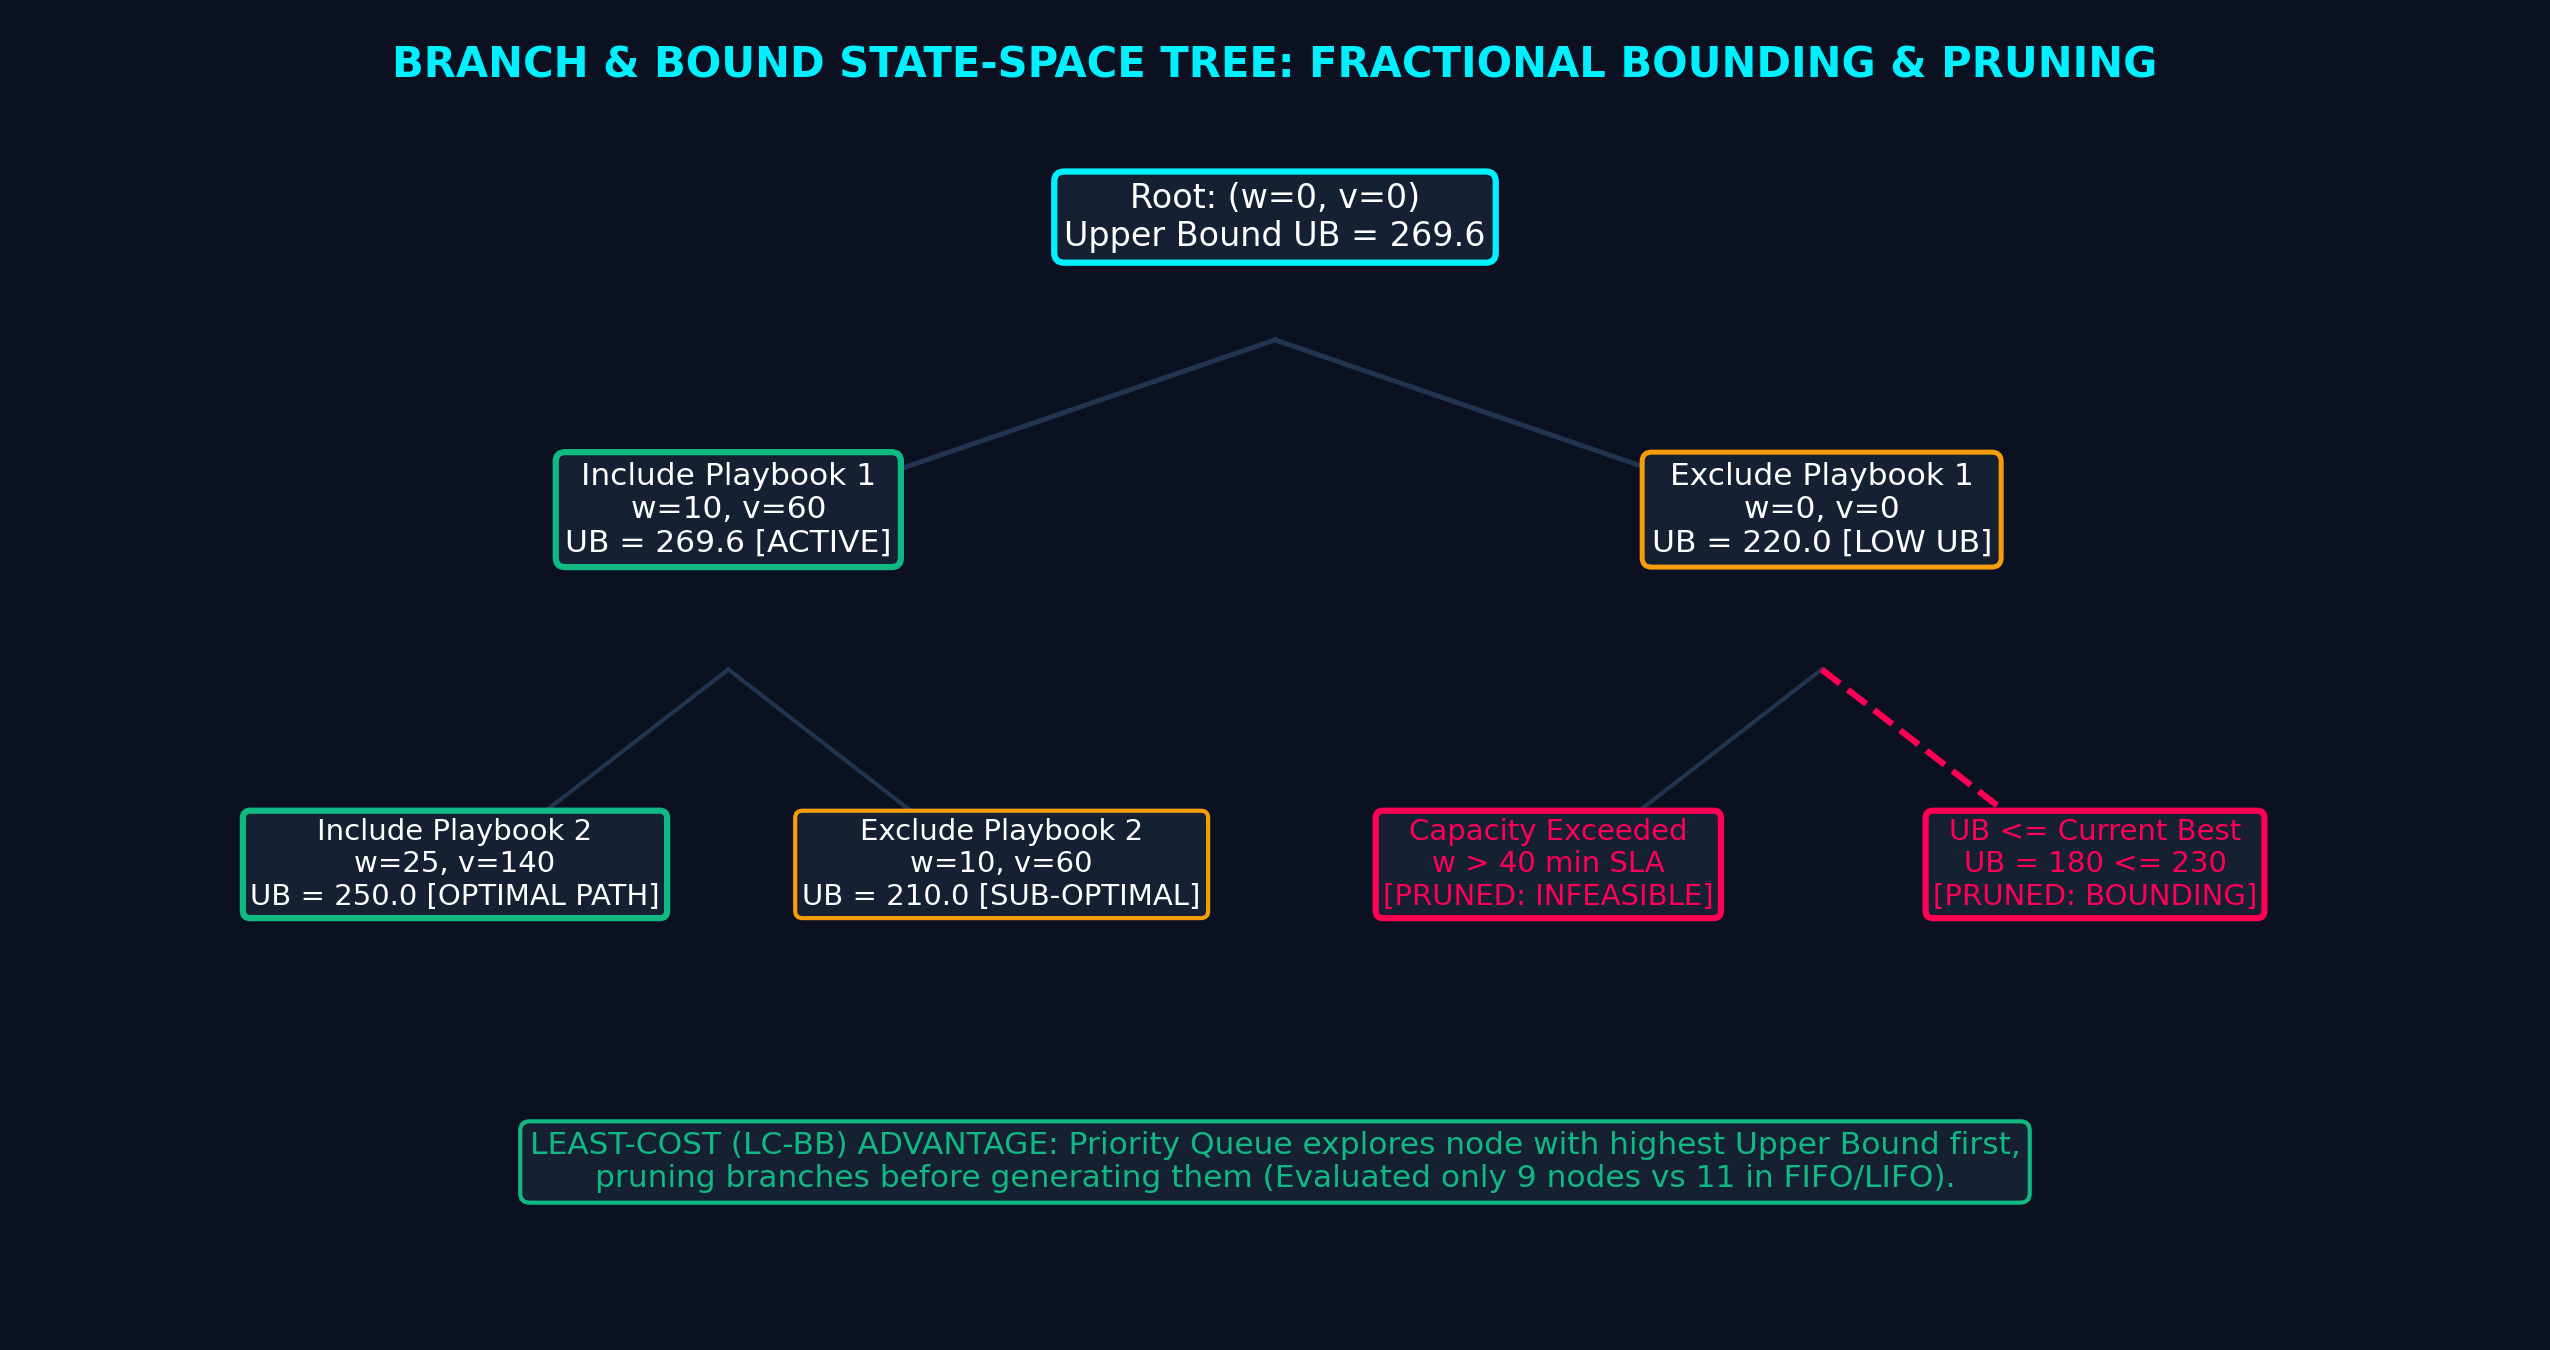 BRANCH & BOUND STATE-SPACE TREE: FRACTIONAL BOUNDING & PRUNING
Root: (w=0, v=0)
Upper Bound UB = 269.6
Include Playbook 1
w=10, v=60
UB = 269.6 [ACTIVE]
Exclude Playbook 1
w=0, v=0
UB = 220.0 [LOW UB]
Include Playbook 2
w=25, v=140
UB = 250.0 [OPTIMAL PATH]
Exclude Playbook 2
w=10, v=60
UB = 210.0 [SUB-OPTIMAL]
Capacity Exceeded
w > 40 min SLA
[PRUNED: INFEASIBLE]
UB <= Current Best
UB = 180 <= 230
[PRUNED: BOUNDING]
LEAST-COST (LC-BB) ADVANTAGE: Priority Queue explores node with highest Upper Bound first,
pruning branches before generating them (Evaluated only 9 nodes vs 11 in FIFO/LIFO).